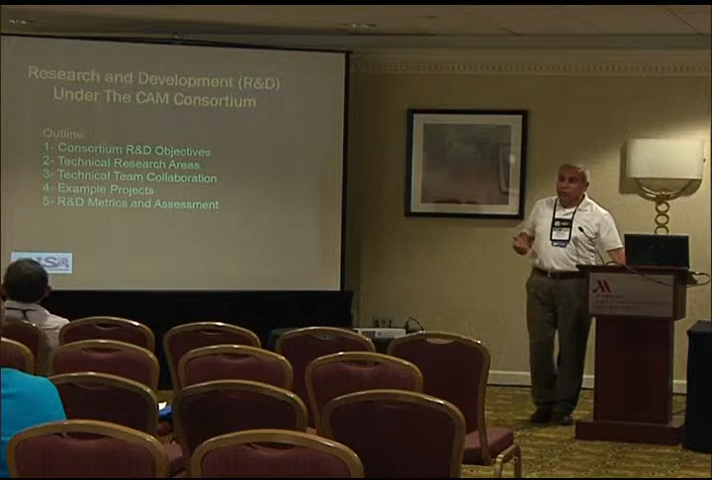 Research and Development (R&D)
Under The CAM Consortium
Outline:
1- Consortium R&D Objectives
2- Technical Research Areas
3- Technical Team Collaboration
4- Example Projects
5- R&D Metrics and Assessment